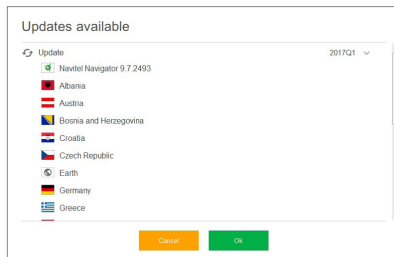 Updates available
Update 2017Q1
Navitel Navigator 9.7.2493
Albania
Austria
Bosnia and Herzegovina
Croatia
Czech Republic
Earth
Germany
Greece
Cancel Ok